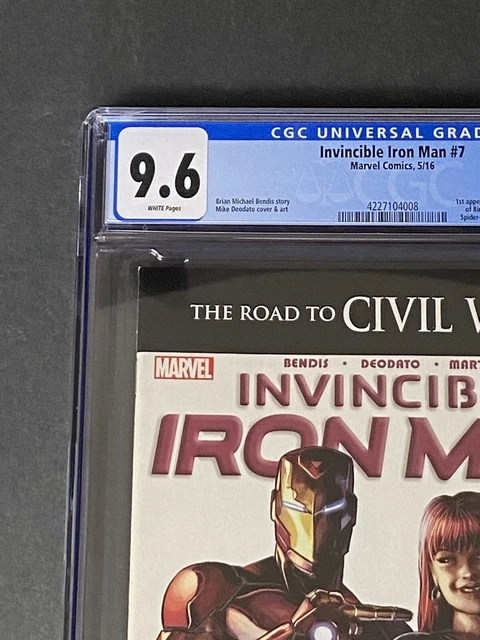 CGC UNIVERSAL GRAD
9.6
WHITE Pages
Invincible Iron Man #7
Marvel Comics, 5/16
Brian Michael Bendis story
Mike Deodato cover & art
4227104008
1st appe
of Ri
Spider-
THE ROAD TO CIVIL W
MARVEL
BENDIS • DEODATO • MART
INVINCIB
IRON M